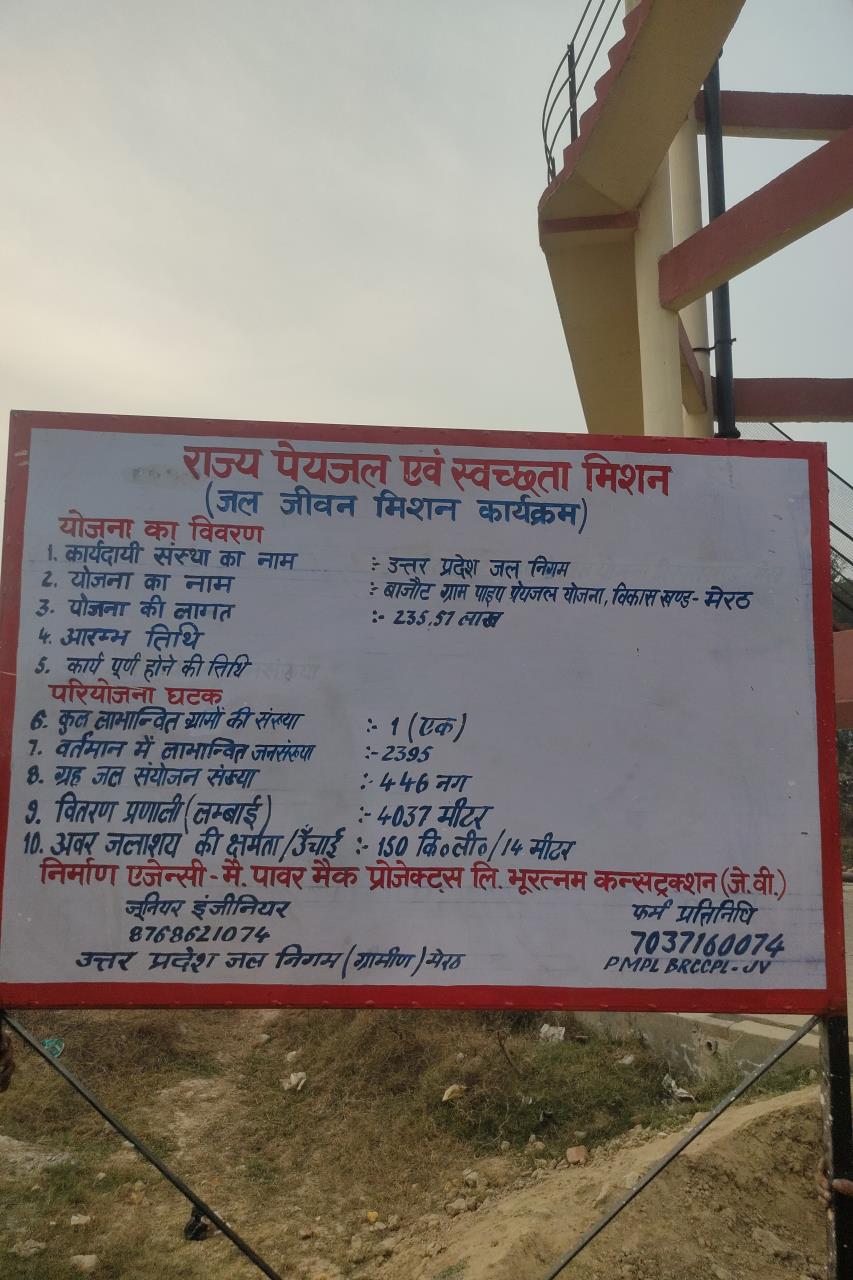 राज्य पेयजल एवं स्वच्छता मिशन
(जल जीवन मिशन कार्यक्रम)
योजना का विवरण
1. कार्यदायी संस्था का नाम :- उत्तर प्रदेश जल निगम
2. योजना का नाम :- बाजौट ग्राम पाइप पेयजल योजना, विकास खण्ड- मेरठ
3. योजना की लागत :- 235.57 लाख
4. आरम्भ तिथि
5. कार्य पूर्ण होने की तिथि
परियोजना घटक
6. कुल लाभान्वित ग्रामों की संख्या :- 1 (एक)
7. वर्तमान में लाभान्वित जनसंख्या :- 2395
8. ग्रह जल संयोजन संख्या :- 446 नग
9. वितरण प्रणाली (लम्बाई) :- 4037 मीटर
10. अवर जलाशय की क्षमता/ऊँचाई :- 150 कि०ली०/14 मीटर
निर्माण एजेन्सी - मै. पावर मैक प्रोजेक्ट्स लि. भूरत्नम कन्सट्रक्शन (जे.वी.)
जूनियर इंजीनियर फर्म प्रतिनिधि
8768621074 7037160074
उत्तर प्रदेश जल निगम (ग्रामीण) मेरठ PMPL BRCCPL-JV